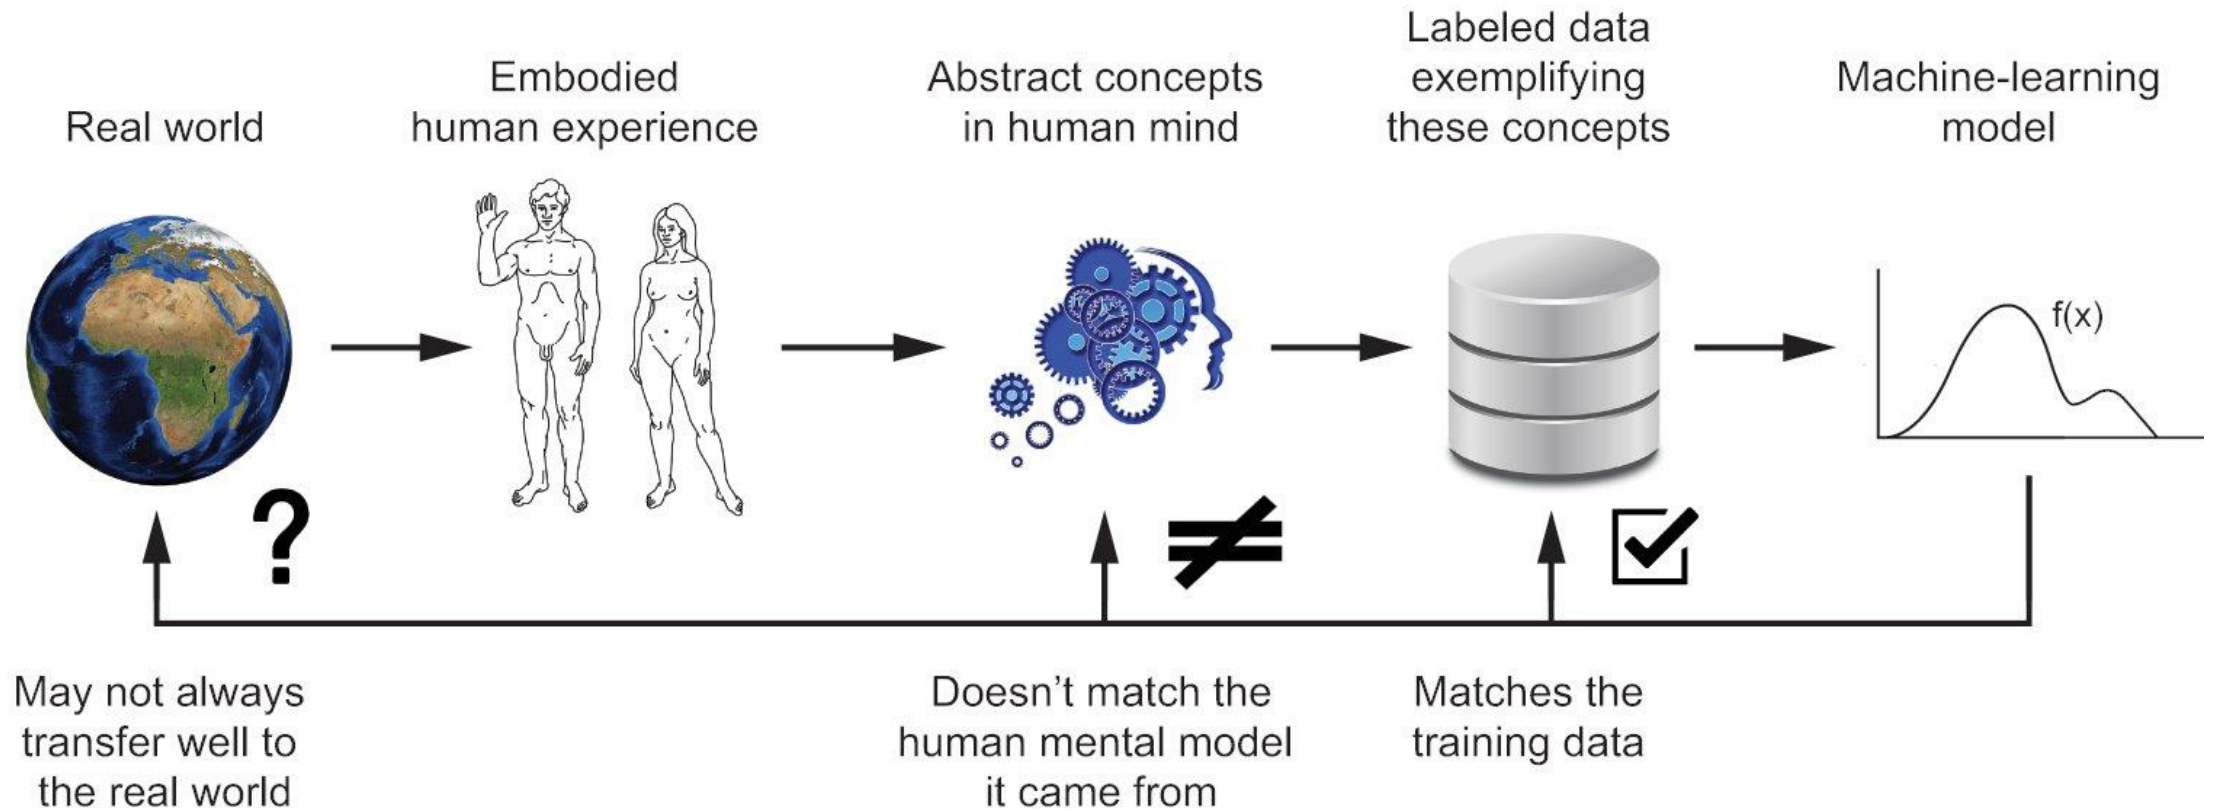 Real world
Embodied
human experience
Abstract concepts
in human mind
Labeled data
exemplifying
these concepts
Machine-learning
model
f(x)
?
≠
May not always
transfer well to
the real world
Doesn't match the
human mental model
it came from
Matches the
training data